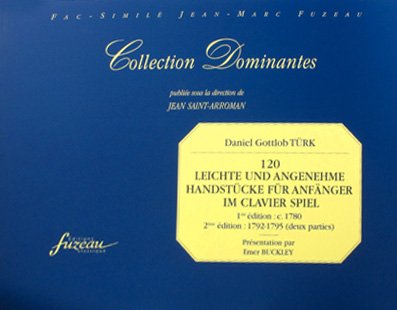 FAC-SIMILÉ JEAN-MARC FUZEAU
Collection Dominantes
publiée sous la direction de
JEAN SAINT-ARROMAN
Daniel Gottlob TÜRK
120
LEICHTE UND ANGENEHME
HANDSTÜCKE FÜR ANFÄNGER
IM CLAVIER SPIEL
1ère édition : c. 1780
2ème édition : 1792-1795 (deux parties)
Présentation par
Emer BUCKLEY
éditions
fuzeau
classique